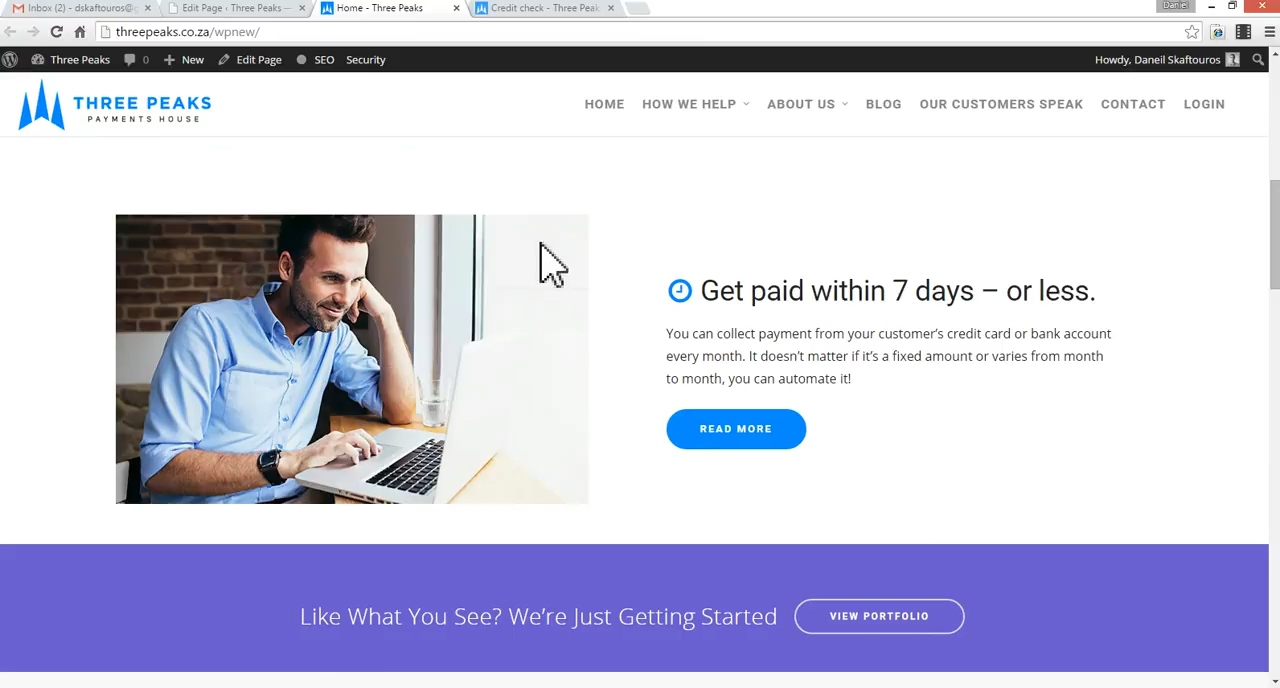 Inbox (2) - dskaftouros@g
Edit Page ‹ Three Peaks —
Home - Three Peaks
Credit check - Three Peak
Daniel
threepeaks.co.za/wpnew/
Three Peaks
0
New
Edit Page
SEO
Security
Howdy, Daneil Skaftouros
THREE PEAKS
PAYMENTS HOUSE
HOME
HOW WE HELP
ABOUT US
BLOG
OUR CUSTOMERS SPEAK
CONTACT
LOGIN
Get paid within 7 days – or less.
You can collect payment from your customer's credit card or bank account
every month. It doesn't matter if it's a fixed amount or varies from month
to month, you can automate it!
READ MORE
Like What You See? We're Just Getting Started
VIEW PORTFOLIO